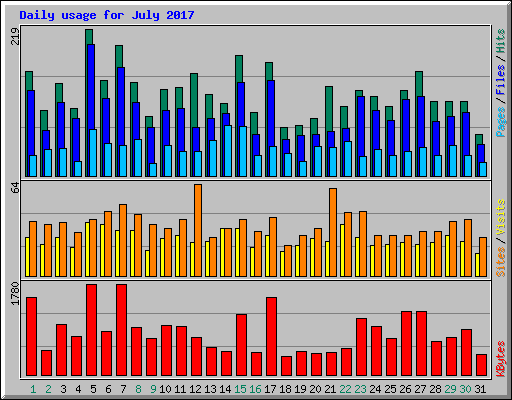 Daily usage for July 2017
219
Pages / Files / Hits
64
Sites / Visits
1780
KBytes
1 2 3 4 5 6 7 8 9 10 11 12 13 14 15 16 17 18 19 20 21 22 23 24 25 26 27 28 29 30 31